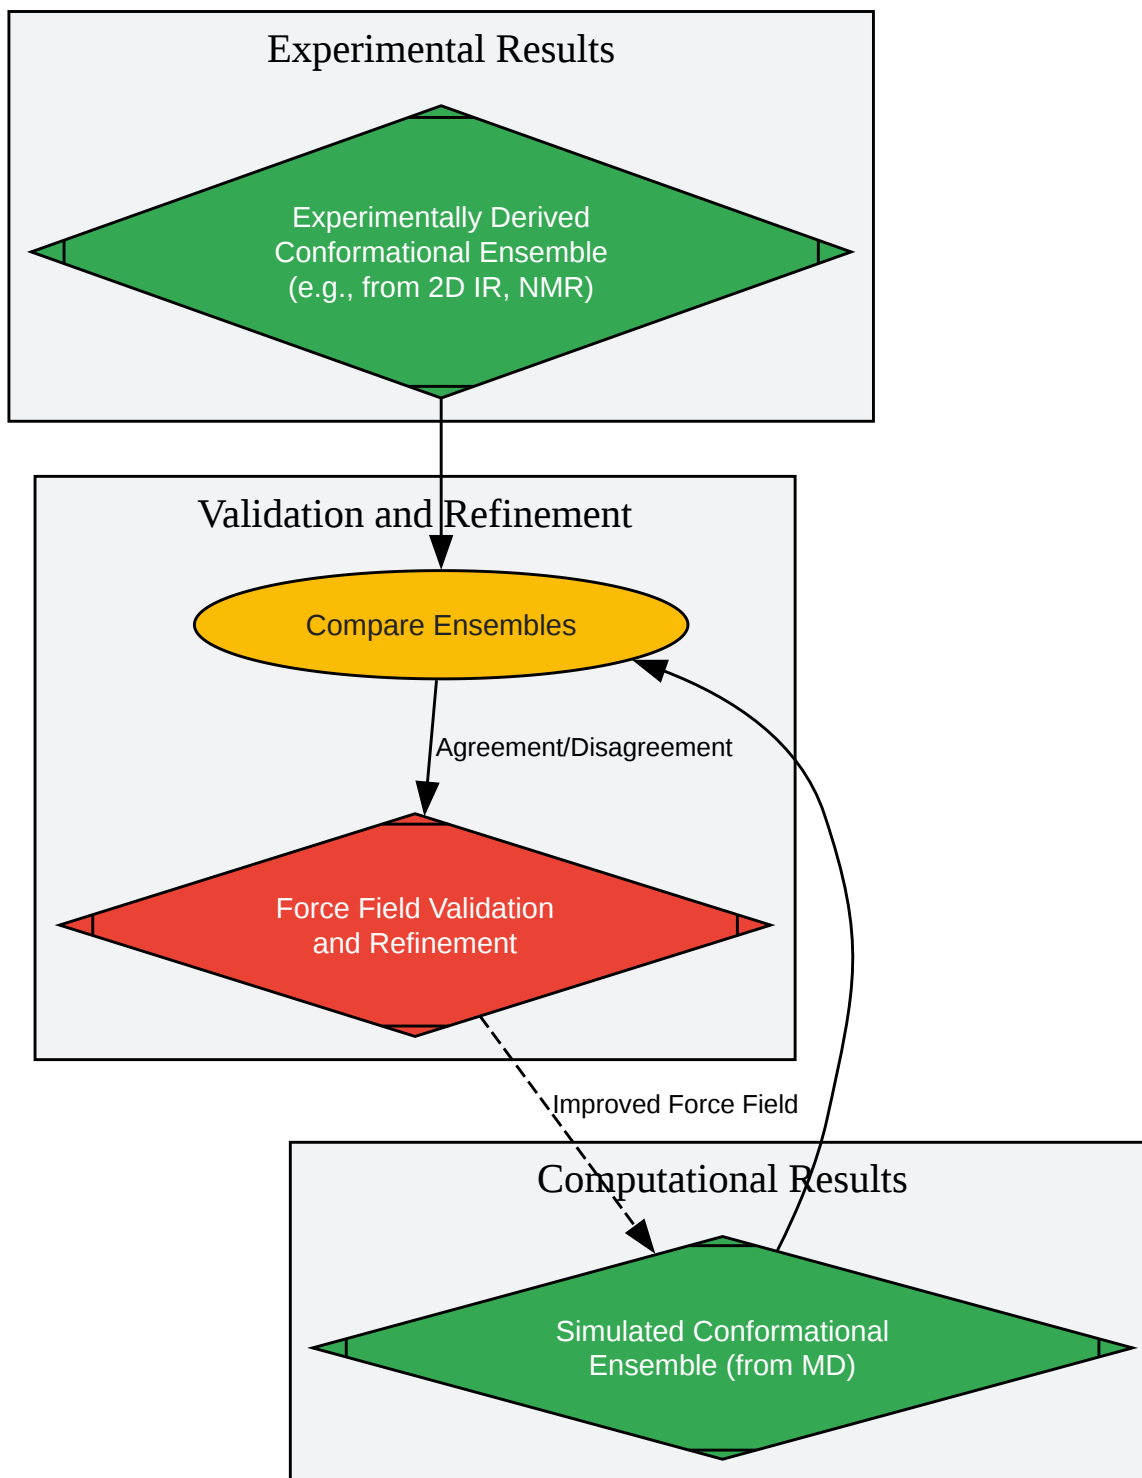 Experimental Results
Experimentally Derived
Conformational Ensemble
(e.g., from 2D IR, NMR)
Validation and Refinement
Compare Ensembles
Agreement/Disagreement
Force Field Validation
and Refinement
Improved Force Field
Computational Results
Simulated Conformational
Ensemble (from MD)